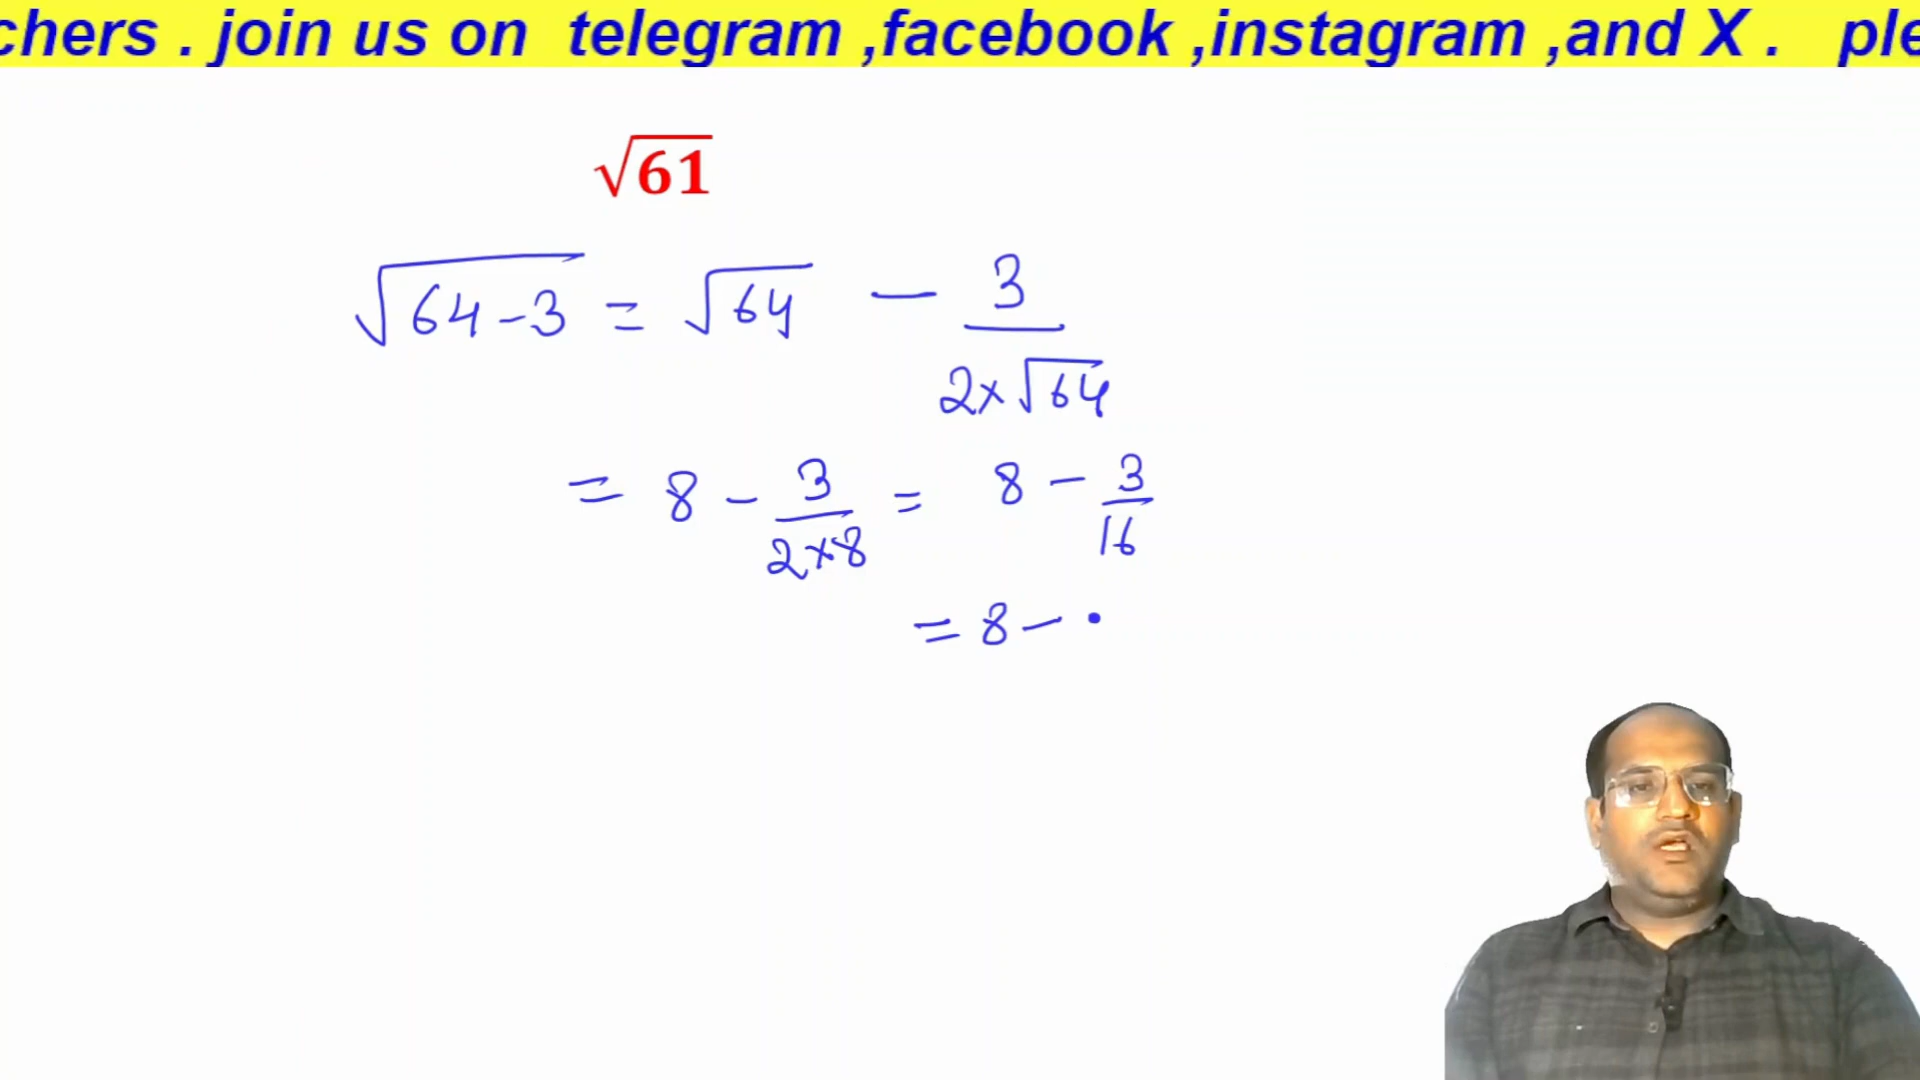 chers . join us on telegram ,facebook ,instagram ,and X . ple
√61
√64-3 = √64 - 3/2×√64
= 8 - 3/2×8 = 8 - 3/16
= 8 - .